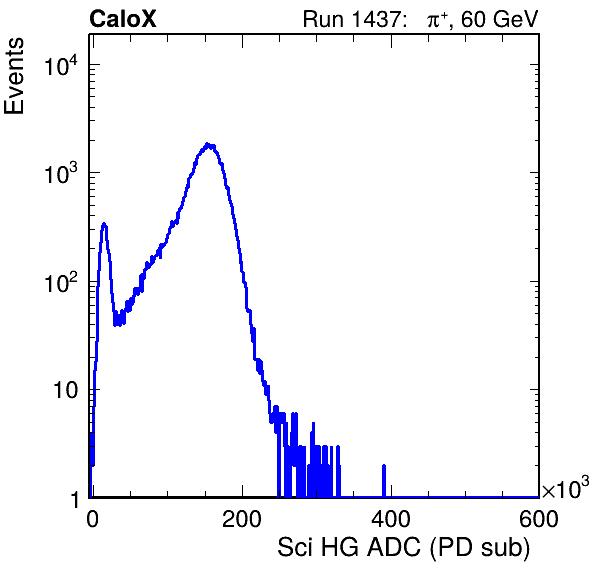 CaloX Run 1437: π⁺, 60 GeV
Events
10⁴
10³
10²
10
1
0 200 400 600
×10³
Sci HG ADC (PD sub)